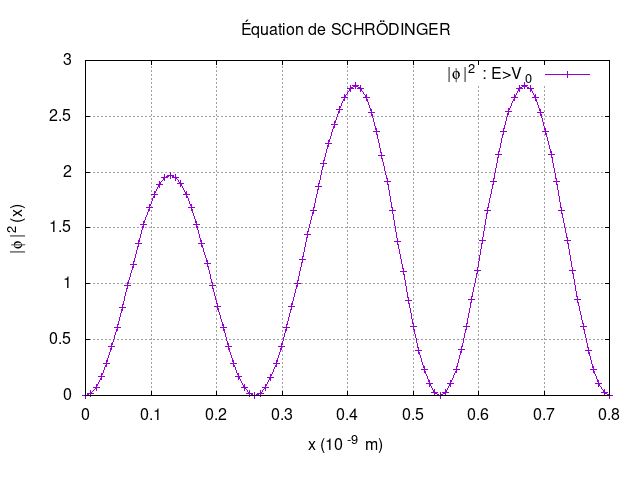 Équation de SCHRÖDINGER
|ϕ|² : E>V₀
3
2.5
2
1.5
1
0.5
0
|ϕ|² (x)
0 0.1 0.2 0.3 0.4 0.5 0.6 0.7 0.8
x (10⁻⁹ m)